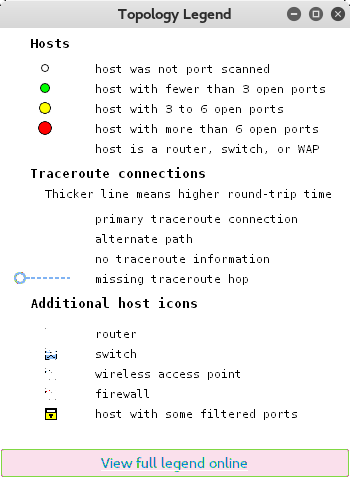 Topology Legend
Hosts
host was not port scanned
host with fewer than 3 open ports
host with 3 to 6 open ports
host with more than 6 open ports
host is a router, switch, or WAP
Traceroute connections
Thicker line means higher round-trip time
primary traceroute connection
alternate path
no traceroute information
missing traceroute hop
Additional host icons
router
switch
wireless access point
firewall
host with some filtered ports
View full legend online